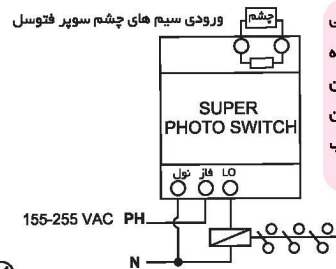 ورودی سیم های چشم سوپر فتوسل
چشم
SUPER
PHOTO SWITCH
نول فاز LO
155-255 VAC PH
N